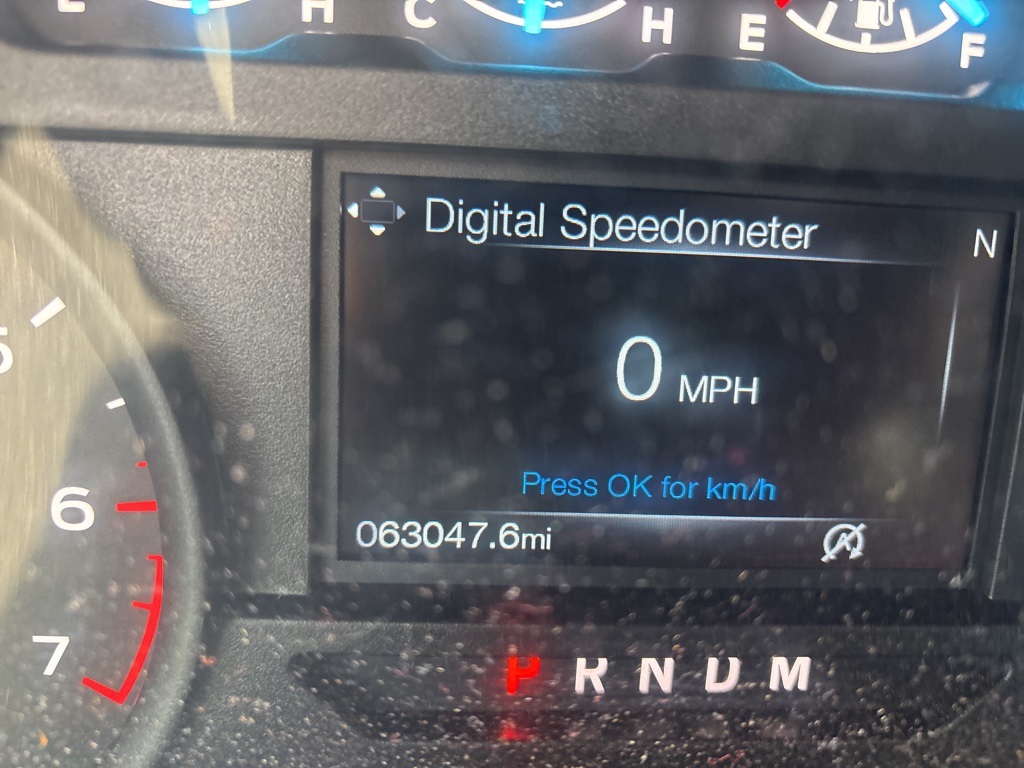 H C H E F
Digital Speedometer
N
0 MPH
Press OK for km/h
063047.6mi
6
7
P R N D M